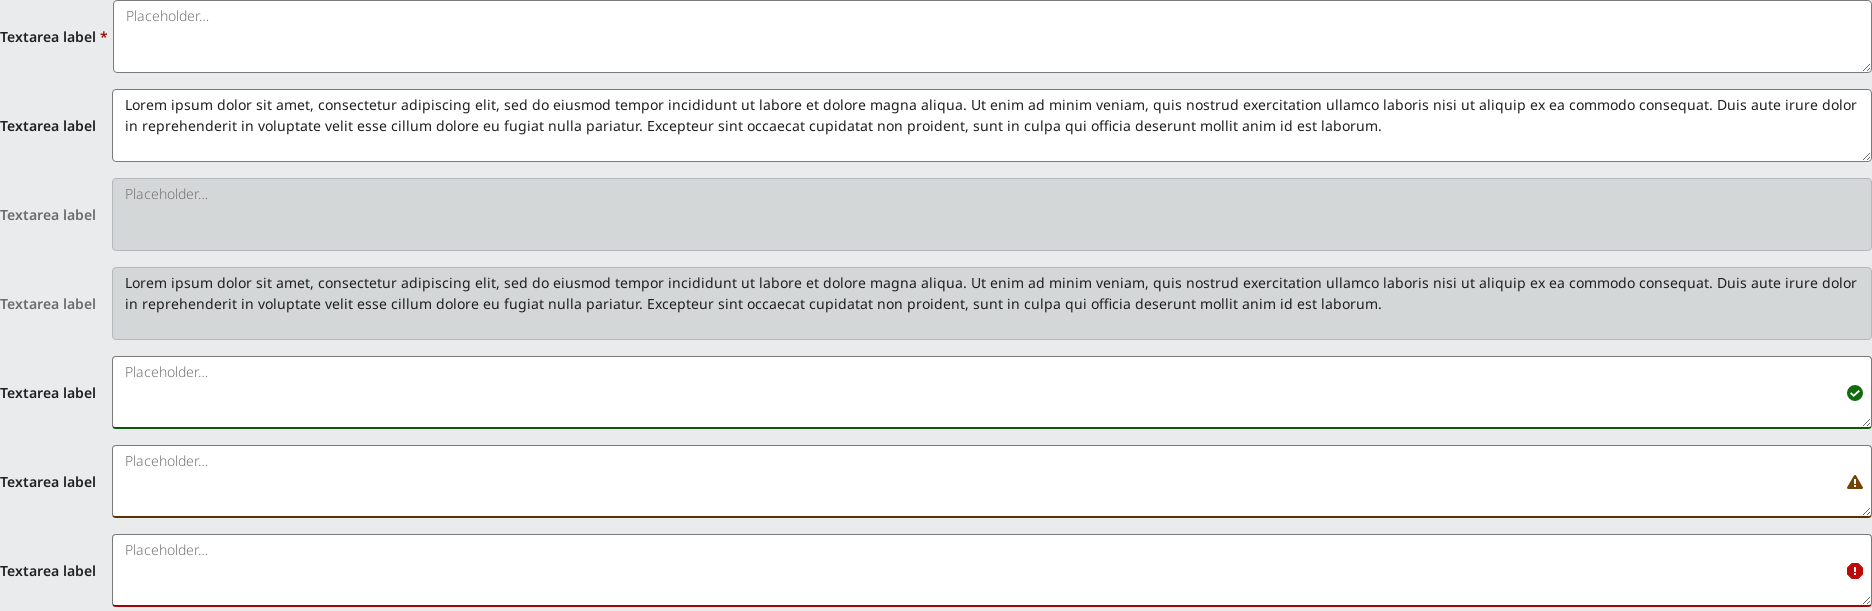 Placeholder...
Textarea label *
Lorem ipsum dolor sit amet, consectetur adipiscing elit, sed do eiusmod tempor incididunt ut labore et dolore magna aliqua. Ut enim ad minim veniam, quis nostrud exercitation ullamco laboris nisi ut aliquip ex ea commodo consequat. Duis aute irure dolor
Textarea label
in reprehenderit in voluptate velit esse cillum dolore eu fugiat nulla pariatur. Excepteur sint occaecat cupidatat non proident, sunt in culpa qui officia deserunt mollit anim id est laborum.
Placeholder...
Textarea label
Lorem ipsum dolor sit amet, consectetur adipiscing elit, sed do eiusmod tempor incididunt ut labore et dolore magna aliqua. Ut enim ad minim veniam, quis nostrud exercitation ullamco laboris nisi ut aliquip ex ea commodo consequat. Duis aute irure dolor
Textarea label
in reprehenderit in voluptate velit esse cillum dolore eu fugiat nulla pariatur. Excepteur sint occaecat cupidatat non proident, sunt in culpa qui officia deserunt mollit anim id est laborum.
Placeholder...
Textarea label
Placeholder...
Textarea label
Placeholder...
Textarea label